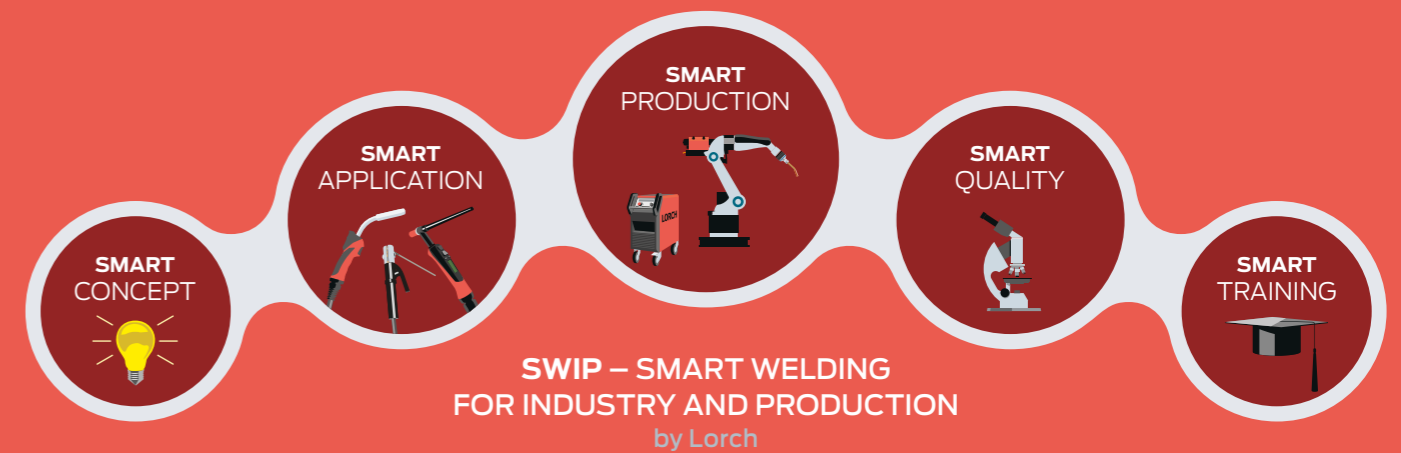 SMART
CONCEPT
SMART
APPLICATION
SMART
PRODUCTION
LORCH
SMART
QUALITY
SMART
TRAINING
SWIP – SMART WELDING
FOR INDUSTRY AND PRODUCTION
by Lorch